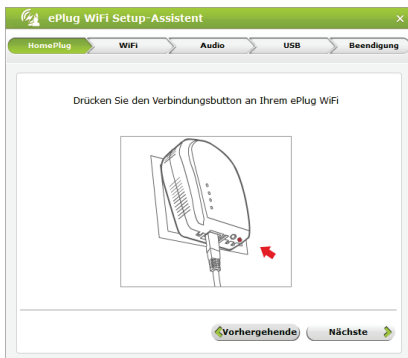 ePlug WiFi Setup-Assistent
HomePlug WiFi Audio USB Beendigung
Drücken Sie den Verbindungsbutton an Ihrem ePlug WiFi
Vorhergehende Nächste